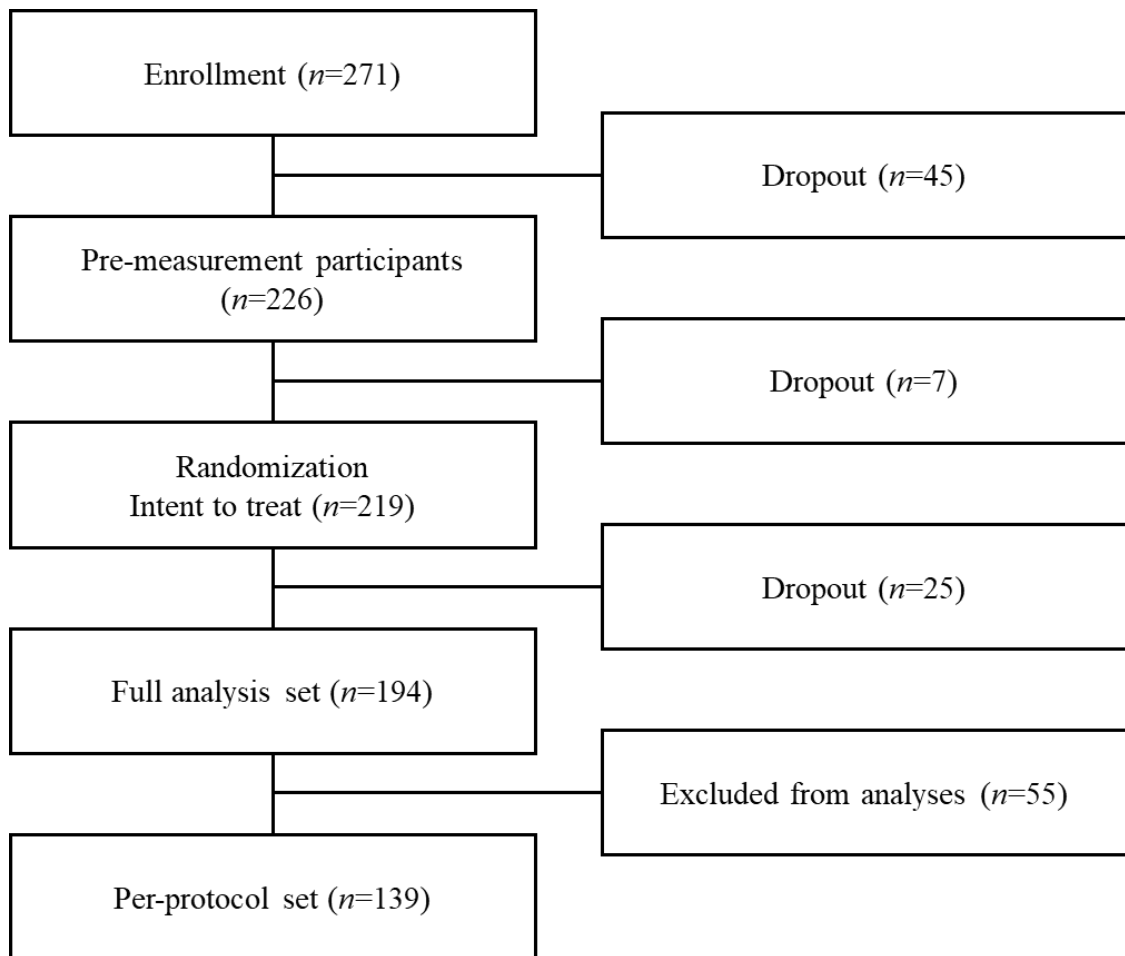 Enrollment (n=271)
Dropout (n=45)
Pre-measurement participants
(n=226)
Dropout (n=7)
Randomization
Intent to treat (n=219)
Dropout (n=25)
Full analysis set (n=194)
Excluded from analyses (n=55)
Per-protocol set (n=139)